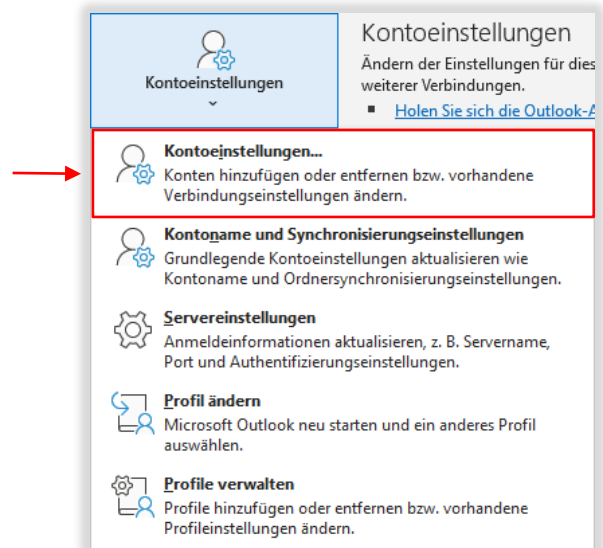 Kontoeinstellungen
Kontoeinstellungen
Ändern der Einstellungen für dies
weiterer Verbindungen.
Holen Sie sich die Outlook-A
Kontoeinstellungen...
Konten hinzufügen oder entfernen bzw. vorhandene
Verbindungseinstellungen ändern.
Kontoname und Synchronisierungseinstellungen
Grundlegende Kontoeinstellungen aktualisieren wie
Kontoname und Ordnersynchronisierungseinstellungen.
Servereinstellungen
Anmeldeinformationen aktualisieren, z. B. Servername,
Port und Authentifizierungseinstellungen.
Profil ändern
Microsoft Outlook neu starten und ein anderes Profil
auswählen.
Profile verwalten
Profile hinzufügen oder entfernen bzw. vorhandene
Profileinstellungen ändern.